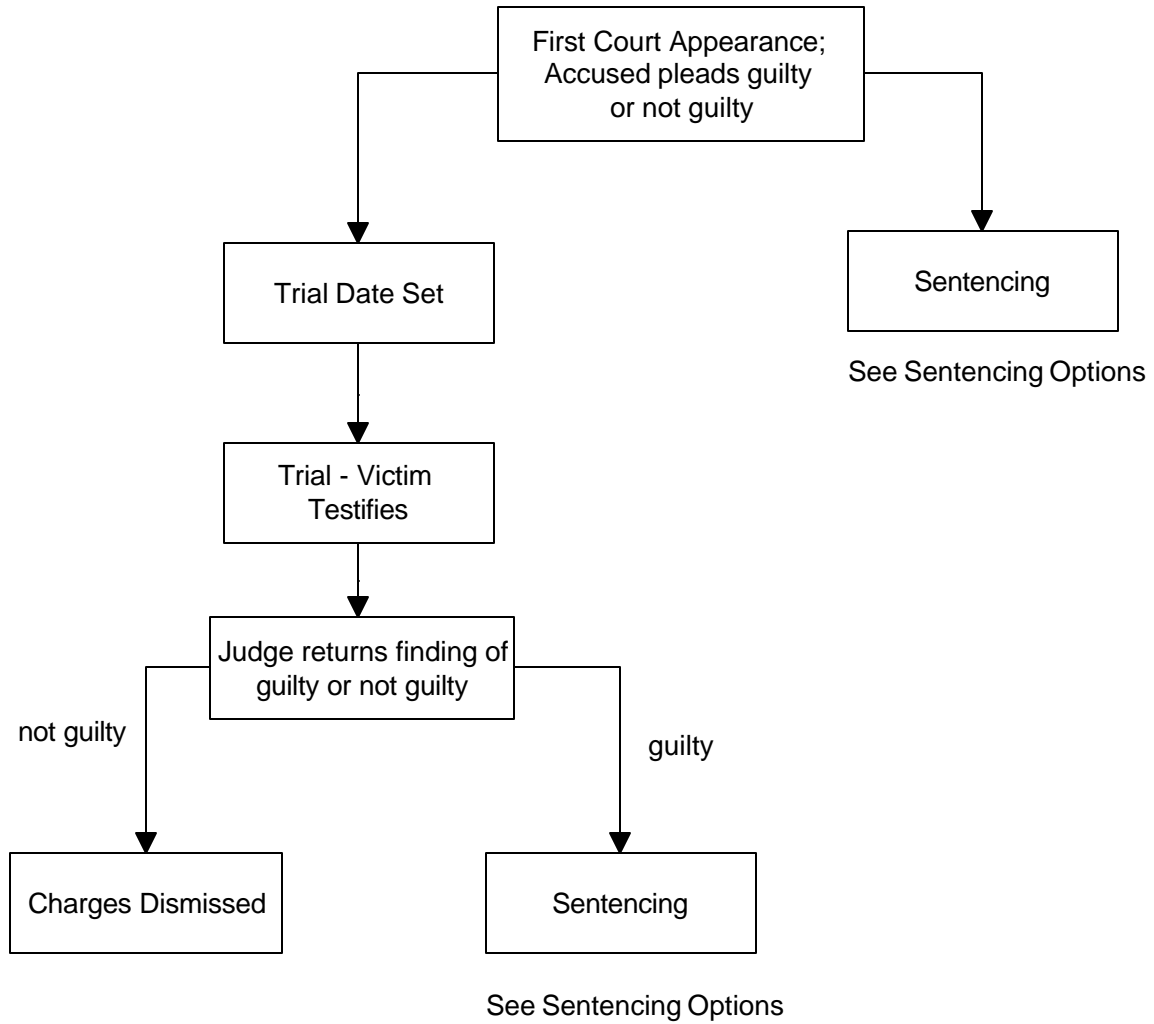 First Court Appearance;
Accused pleads guilty
or not guilty
Trial Date Set
Sentencing
See Sentencing Options
Trial - Victim
Testifies
Judge returns finding of
guilty or not guilty
not guilty
guilty
Charges Dismissed
Sentencing
See Sentencing Options